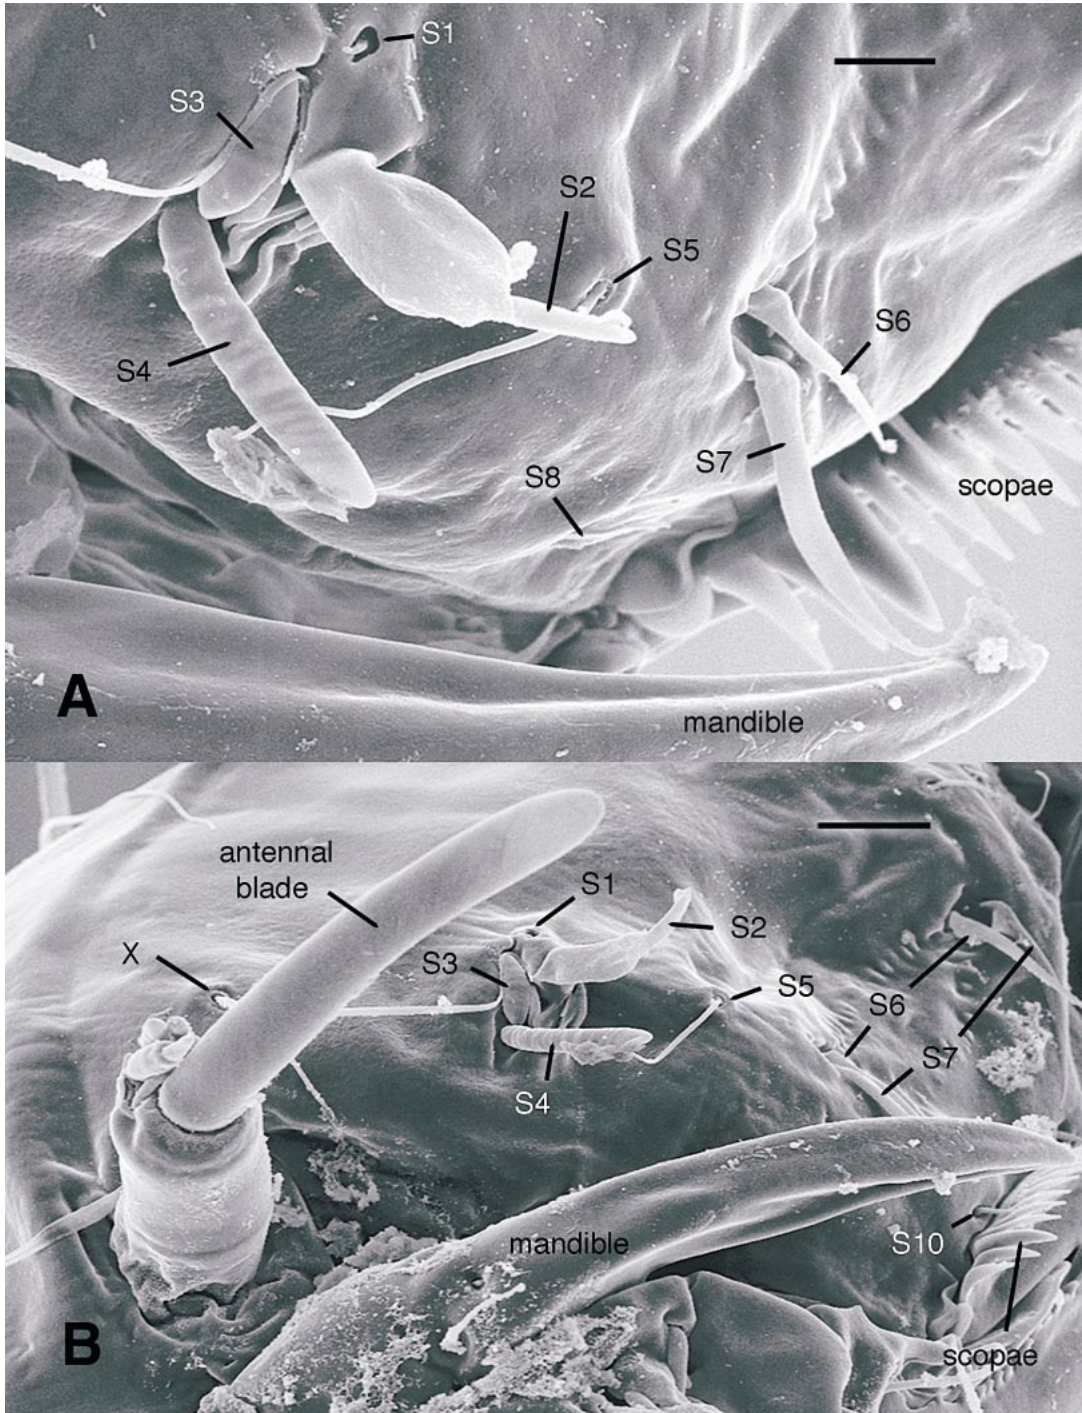 S1
S3
S2
S5
S6
S4
S7
S8
scopae
A
mandible
antennal
blade
S1
S2
X
S3
S5
S6
S7
S4
S10
mandible
scopae
B